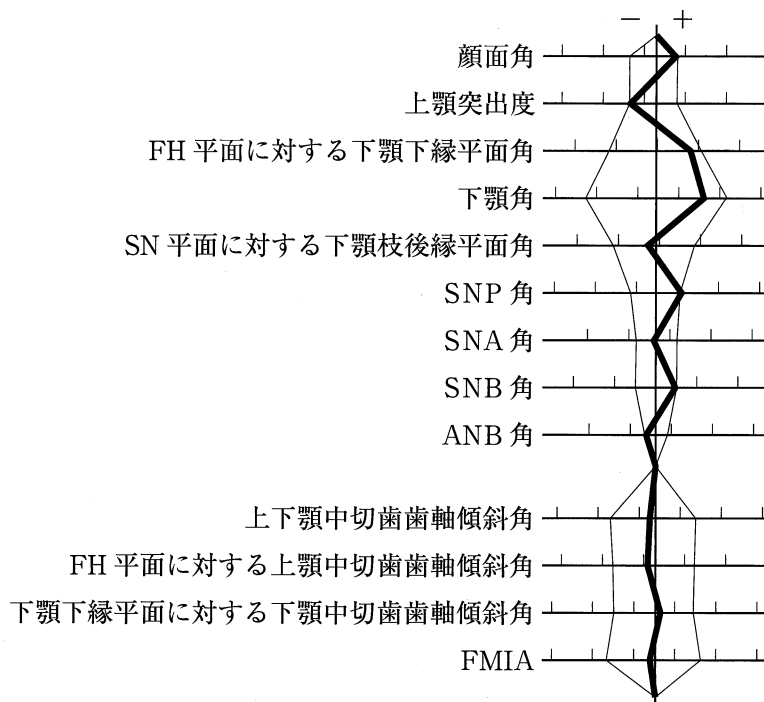 − ＋
顔面角
上顎突出度
FH 平面に対する下顎下縁平面角
下顎角
SN 平面に対する下顎枝後縁平面角
SNP 角
SNA 角
SNB 角
ANB 角
上下顎中切歯歯軸傾斜角
FH 平面に対する上顎中切歯歯軸傾斜角
下顎下縁平面に対する下顎中切歯歯軸傾斜角
FMIA